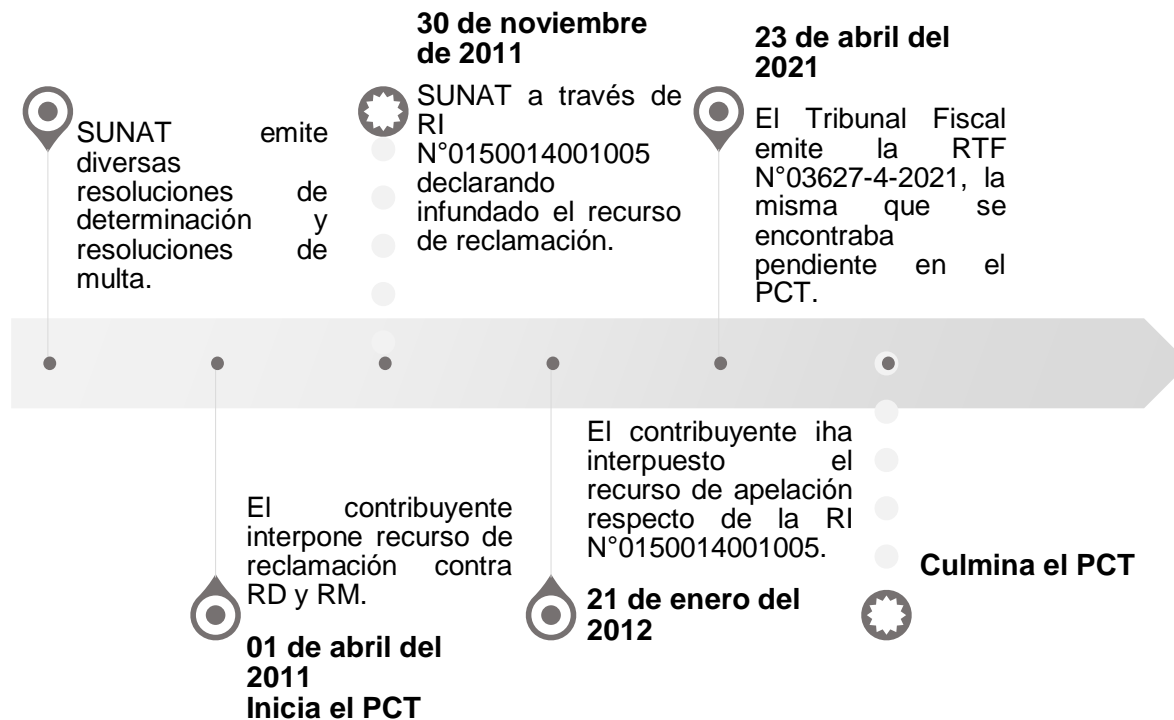 SUNAT emite
diversas
resoluciones de
determinación y
resoluciones de
multa.
El contribuyente
interpone recurso de
reclamación contra
RD y RM.
01 de abril del
2011
Inicia el PCT
30 de noviembre
de 2011
SUNAT a través de
RI
N°0150014001005
declarando
infundado el recurso
de reclamación.
El contribuyente iha
interpuesto el
recurso de apelación
respecto de la RI
N°0150014001005.
21 de enero del
2012
23 de abril del
2021
El Tribunal Fiscal
emite la RTF
N°03627-4-2021, la
misma que se
encontraba
pendiente en el
PCT.
Culmina el PCT